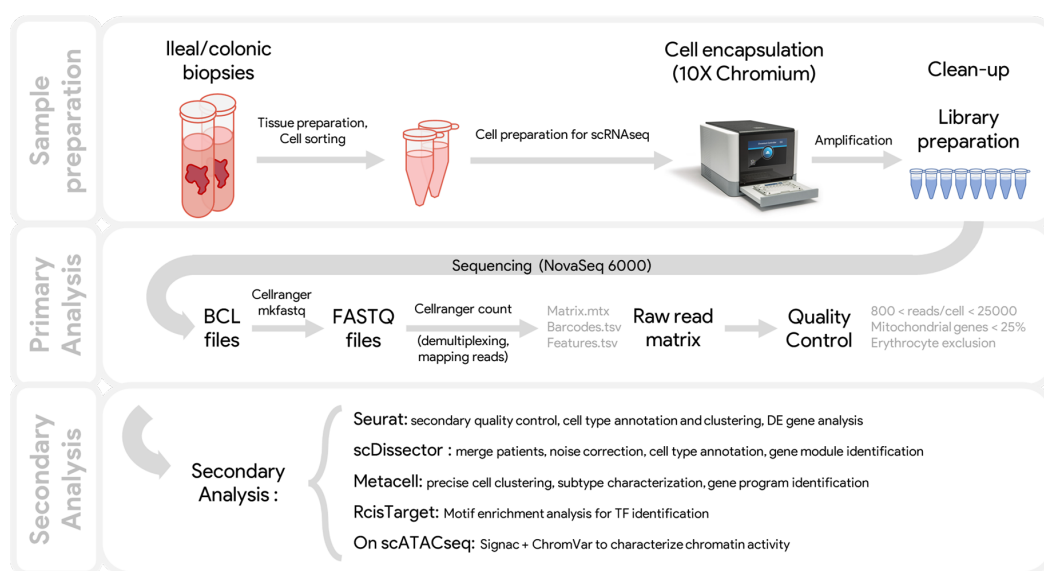 Sample
preparation
Ileal/colonic
biopsies
Tissue preparation,
Cell sorting
Cell preparation for scRNAseq
Cell encapsulation
(10X Chromium)
Amplification
Clean-up
Library
preparation
Primary
Analysis
Sequencing (NovaSeq 6000)
BCL
files
Cellranger
mkfastq
FASTQ
files
Cellranger count
(demultiplexing,
mapping reads)
Matrix.mtx
Barcodes.tsv
Features.tsv
Raw read
matrix
Quality
Control
800 < reads/cell < 25000
Mitochondrial genes < 25%
Erythrocyte exclusion
Secondary
Analysis
Secondary
Analysis :
Seurat: secondary quality control, cell type annotation and clustering, DE gene analysis
scDissector : merge patients, noise correction, cell type annotation, gene module identification
Metacell: precise cell clustering, subtype characterization, gene program identification
RcisTarget: Motif enrichment analysis for TF identification
On scATACseq: Signac + ChromVar to characterize chromatin activity